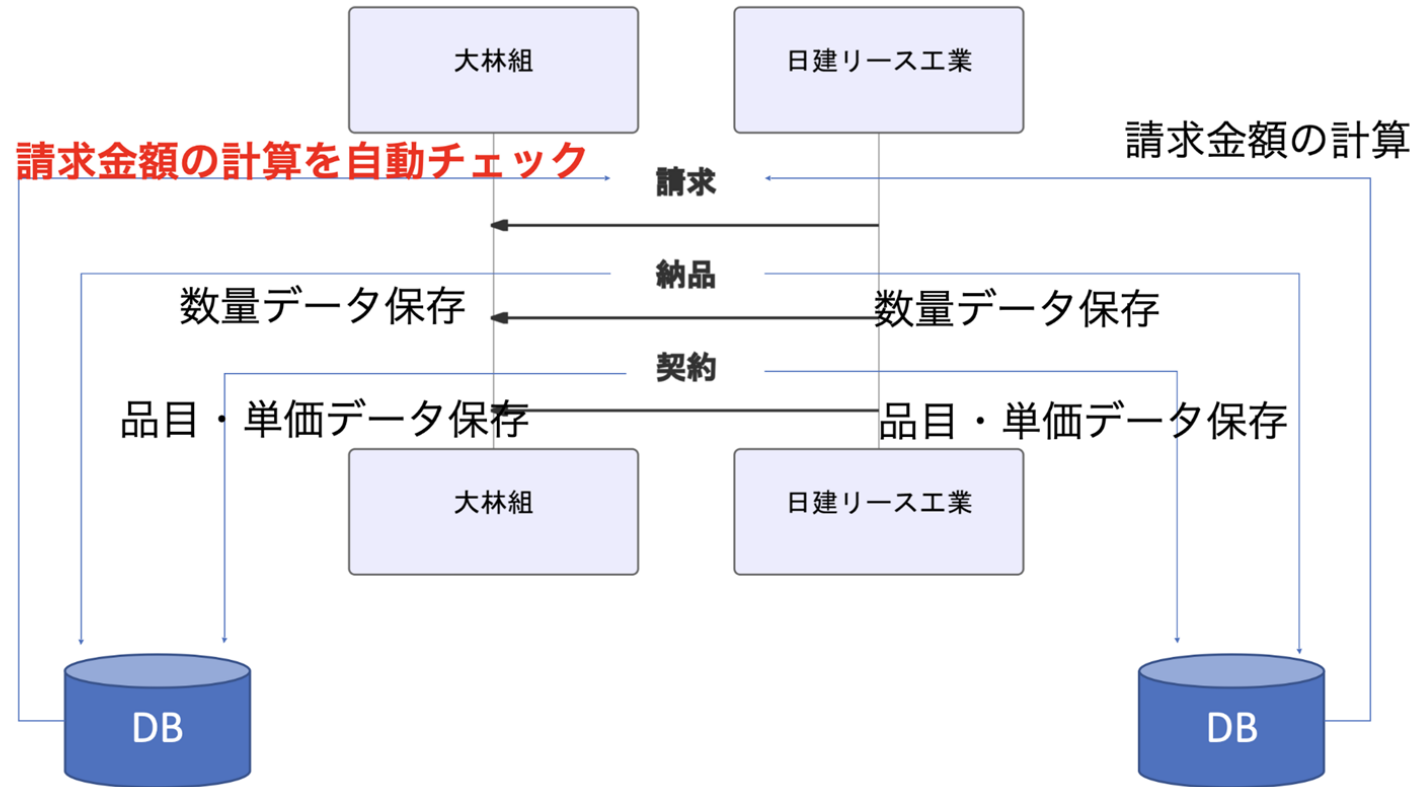 大林組
日建リース工業
請求金額の計算
請求金額の計算を自動チェック
請求
納品
数量データ保存
数量データ保存
契約
品目・単価データ保存
品目・単価データ保存
大林組
日建リース工業
DB
DB